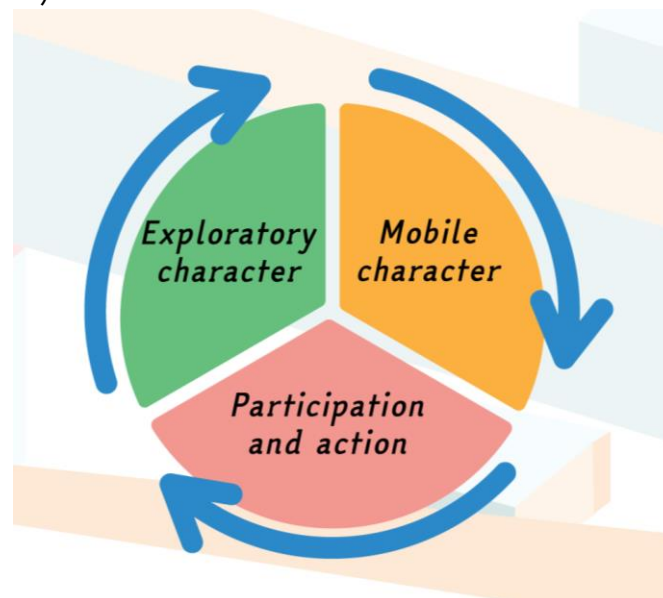 Exploratory
character
Mobile
character
Participation
and action